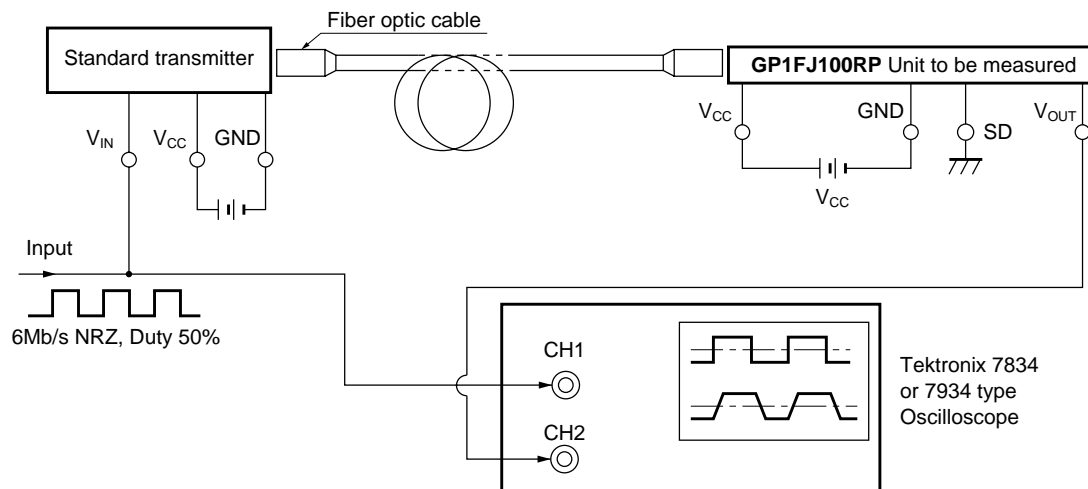 Fiber optic cable
Standard transmitter
GP1FJ100RP Unit to be measured
VIN
VCC
GND
VCC
GND
SD
VOUT
VCC
Input
6Mb/s NRZ, Duty 50%
CH1
CH2
Tektronix 7834
or 7934 type
Oscilloscope